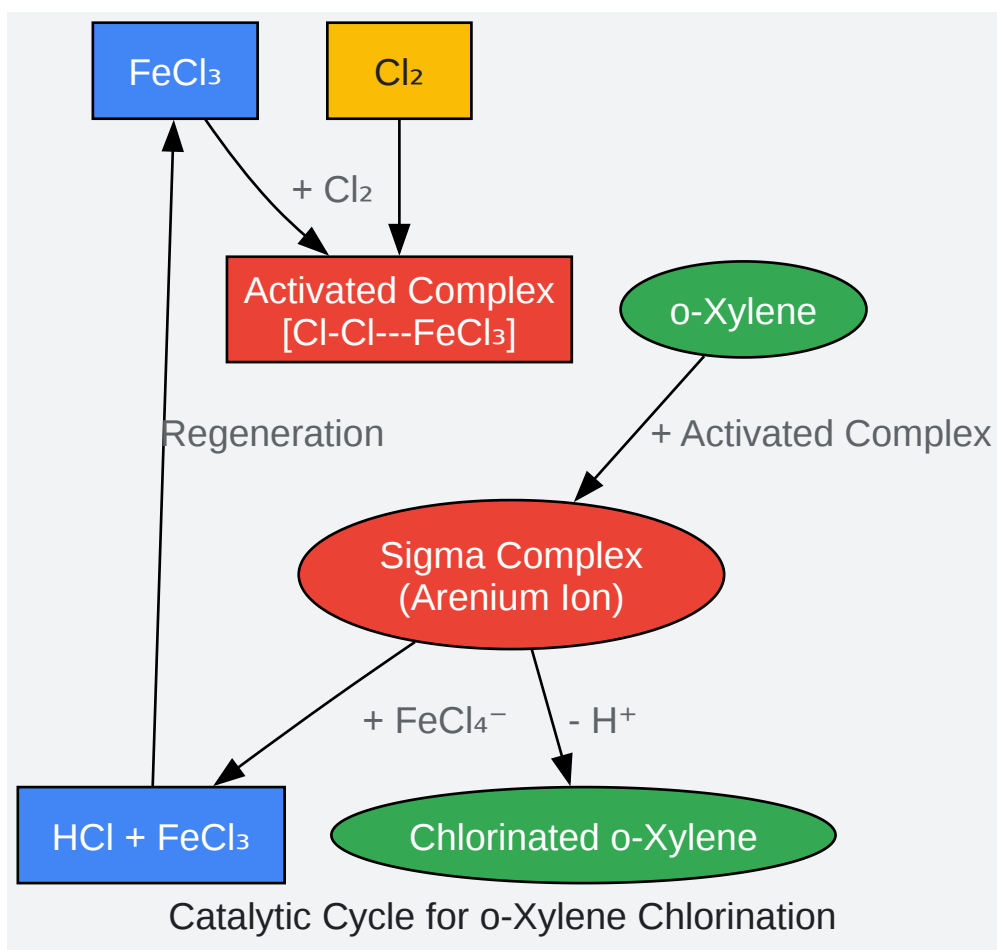 FeCl₃
Cl₂
+ Cl₂
Activated Complex
[Cl-Cl---FeCl₃]
o-Xylene
Regeneration
+ Activated Complex
Sigma Complex
(Arenium Ion)
+ FeCl₄⁻
- H⁺
HCl + FeCl₃
Chlorinated o-Xylene
Catalytic Cycle for o-Xylene Chlorination